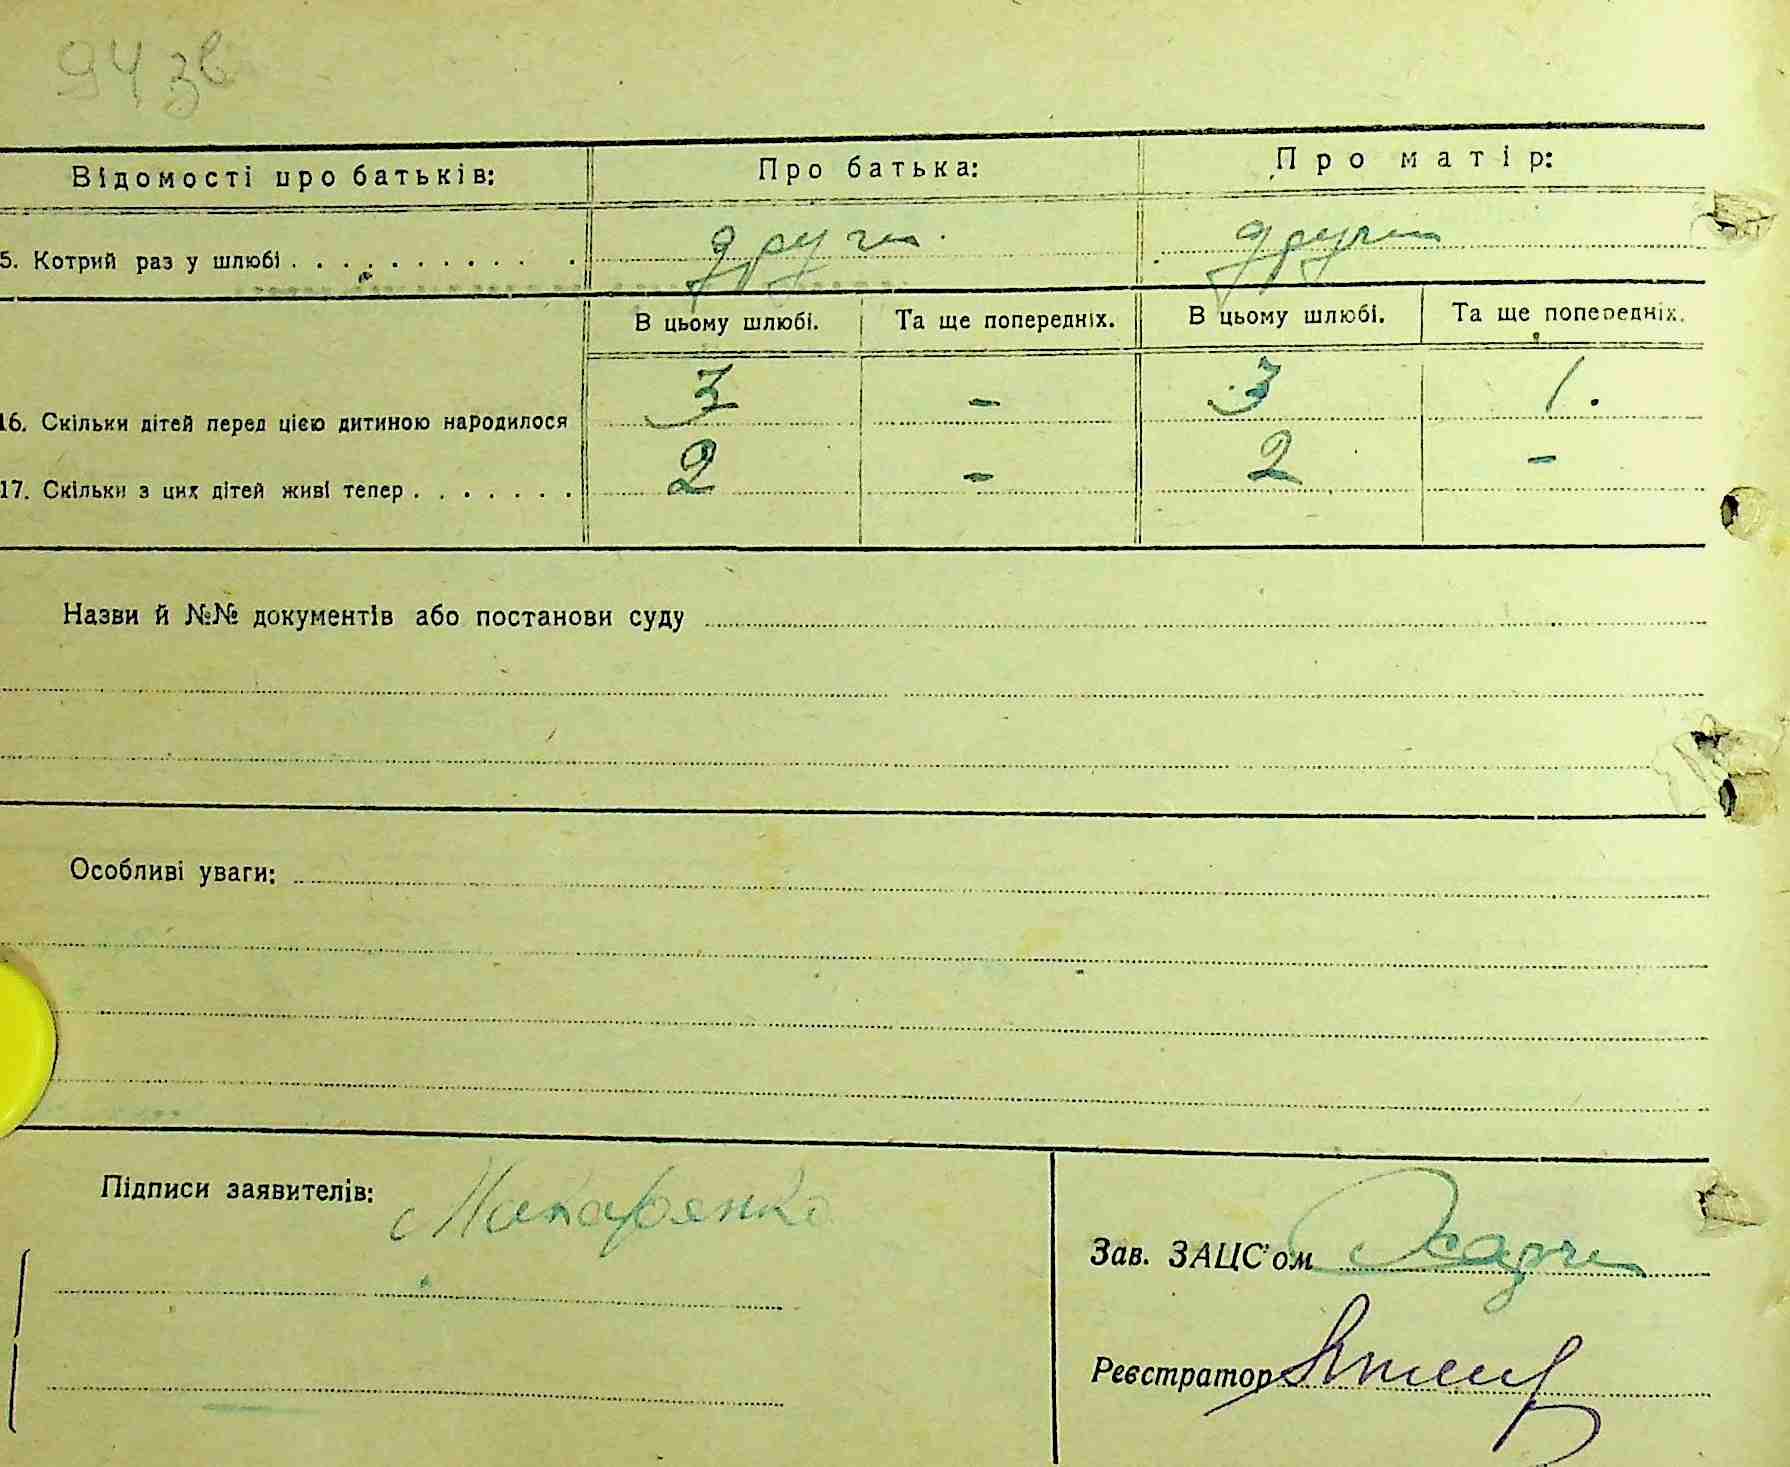 94 зв
Відомості про батьків: Про батька: Про матір:
5. Котрий раз у шлюбі . . . . . . . . . . . други други
В цьому шлюбі. Та ще попередніх. В цьому шлюбі. Та ще попередніх.
16. Скільки дітей перед цією дитиною народилося 3 - 3 1.
17. Скільки з цих дітей живі тепер . . . . . . . 2 - 2 -
Назви й №№ документів або постанови суду
Особливі уваги:
Підписи заявителів: Макаренко
Зав. ЗАЦС'ом
Реєстратор